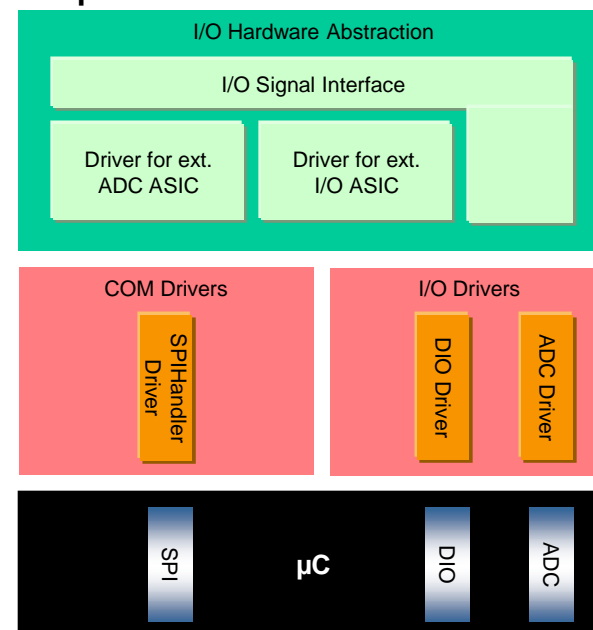 I/O Hardware Abstraction
I/O Signal Interface
Driver for ext.
ADC ASIC
Driver for ext.
I/O ASIC
COM Drivers
I/O Drivers
SPIHandler
Driver
DIO Driver
ADC Driver
SPI
µC
DIO
ADC